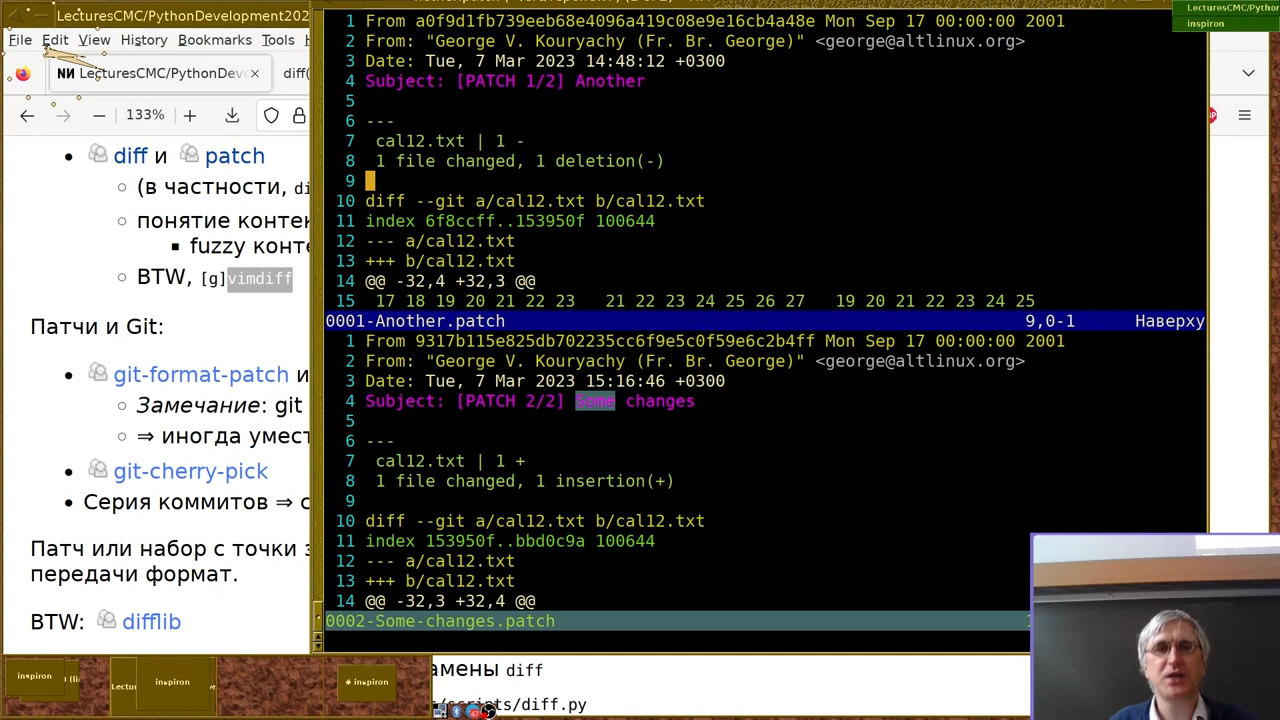 LecturesCMC/PythonDevelopment202
File Edit View History Bookmarks Tools
LecturesCMC/PythonDeve
diff(
133%
diff и patch
(в частности,
понятие
fuzzy
BTW, [g]vimdiff
Патчи и Git:
git-format-patch и
Замечание: git
⇒ иногда
git-cherry-pick
Серия коммитов ⇒
Патч или набор с точки
передачи формат.
BTW: difflib
1 From a0f9d1fb739eeb68e4096a419c08e9e16cb4a48e Mon Sep 17 00:00:00 2001
2 From: "George V. Kouryachy (Fr. Br. George)" <george@altlinux.org>
3 Date: Tue, 7 Mar 2023 14:48:12 +0300
4 Subject: [PATCH 1/2] Another
5
6 ---
7 cal12.txt | 1 -
8 1 file changed, 1 deletion(-)
9
10 diff --git a/cal12.txt b/cal12.txt
11 index 6f8ccff..153950f 100644
12 --- a/cal12.txt
13 +++ b/cal12.txt
14 @@ -32,4 +32,3 @@
15 17 18 19 20 21 22 23 21 22 23 24 25 26 27 19 20 21 22 23 24 25
0001-Another.patch 9,0-1 Наверху
1 From 9317b115e825db702235cc6f9e5c0f59e6c2b4ff Mon Sep 17 00:00:00 2001
2 From: "George V. Kouryachy (Fr. Br. George)" <george@altlinux.org>
3 Date: Tue, 7 Mar 2023 15:16:46 +0300
4 Subject: [PATCH 2/2] Some changes
5
6 ---
7 cal12.txt | 1 +
8 1 file changed, 1 insertion(+)
9
10 diff --git a/cal12.txt b/cal12.txt
11 index 153950f..bbd0c9a 100644
12 --- a/cal12.txt
13 +++ b/cal12.txt
14 @@ -32,3 +32,4 @@
0002-Some-changes.patch
LecturesCMC/PythonDe
inspiron
inspiron
Lectur
inspiron
# inspiron
амены diff
/diff.py